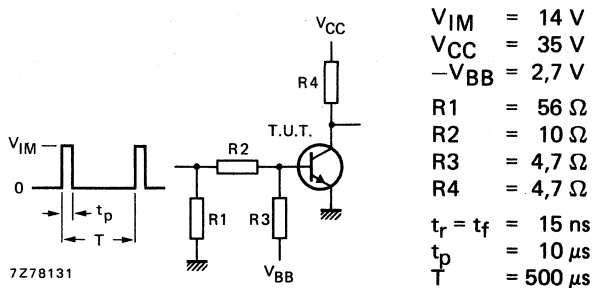 V_CC
R4
T.U.T.
V_IM
0
R2
R1
R3
t_p
T
V_BB
7Z78131
V_IM = 14 V
V_CC = 35 V
−V_BB = 2,7 V
R1 = 56 Ω
R2 = 10 Ω
R3 = 4,7 Ω
R4 = 4,7 Ω
t_r = t_f = 15 ns
t_p = 10 μs
T = 500 μs